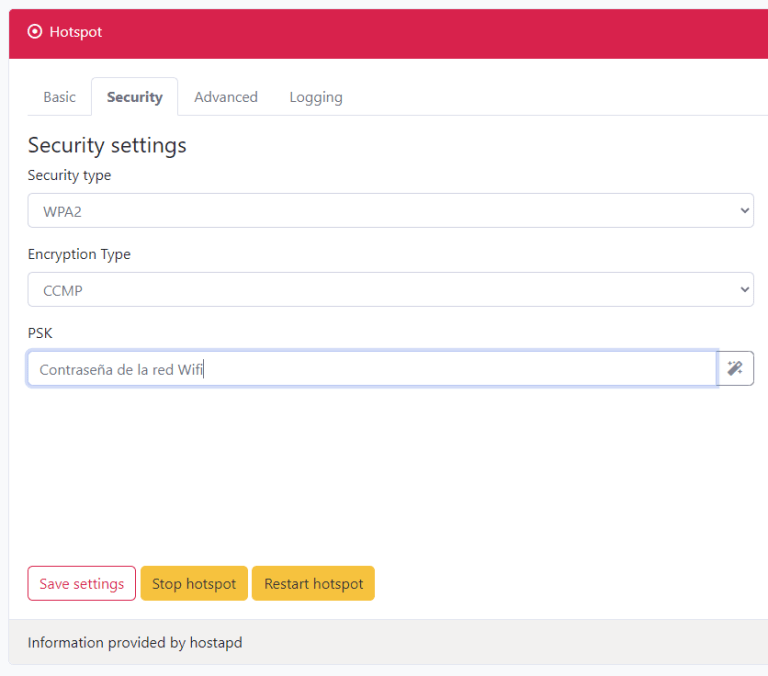 Hotspot
Basic Security Advanced Logging
Security settings
Security type
WPA2
Encryption Type
CCMP
PSK
Contraseña de la red Wifi
Save settings Stop hotspot Restart hotspot
Information provided by hostapd